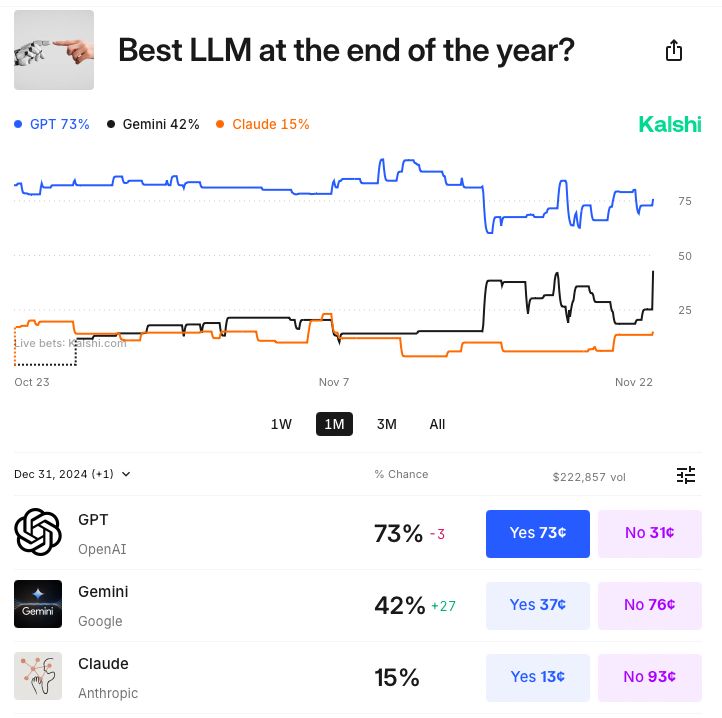 Best LLM at the end of the year?
GPT 73% Gemini 42% Claude 15%
Kalshi
75
50
25
Live bets: Kalshi.com
Oct 23 Nov 7 Nov 22
1W 1M 3M All
Dec 31, 2024 (+1) % Chance $222,857 vol
GPT
OpenAI
73% -3 Yes 73¢ No 31¢
Gemini
Gemini
Google
42% +27 Yes 37¢ No 76¢
Claude
Anthropic
15% Yes 13¢ No 93¢